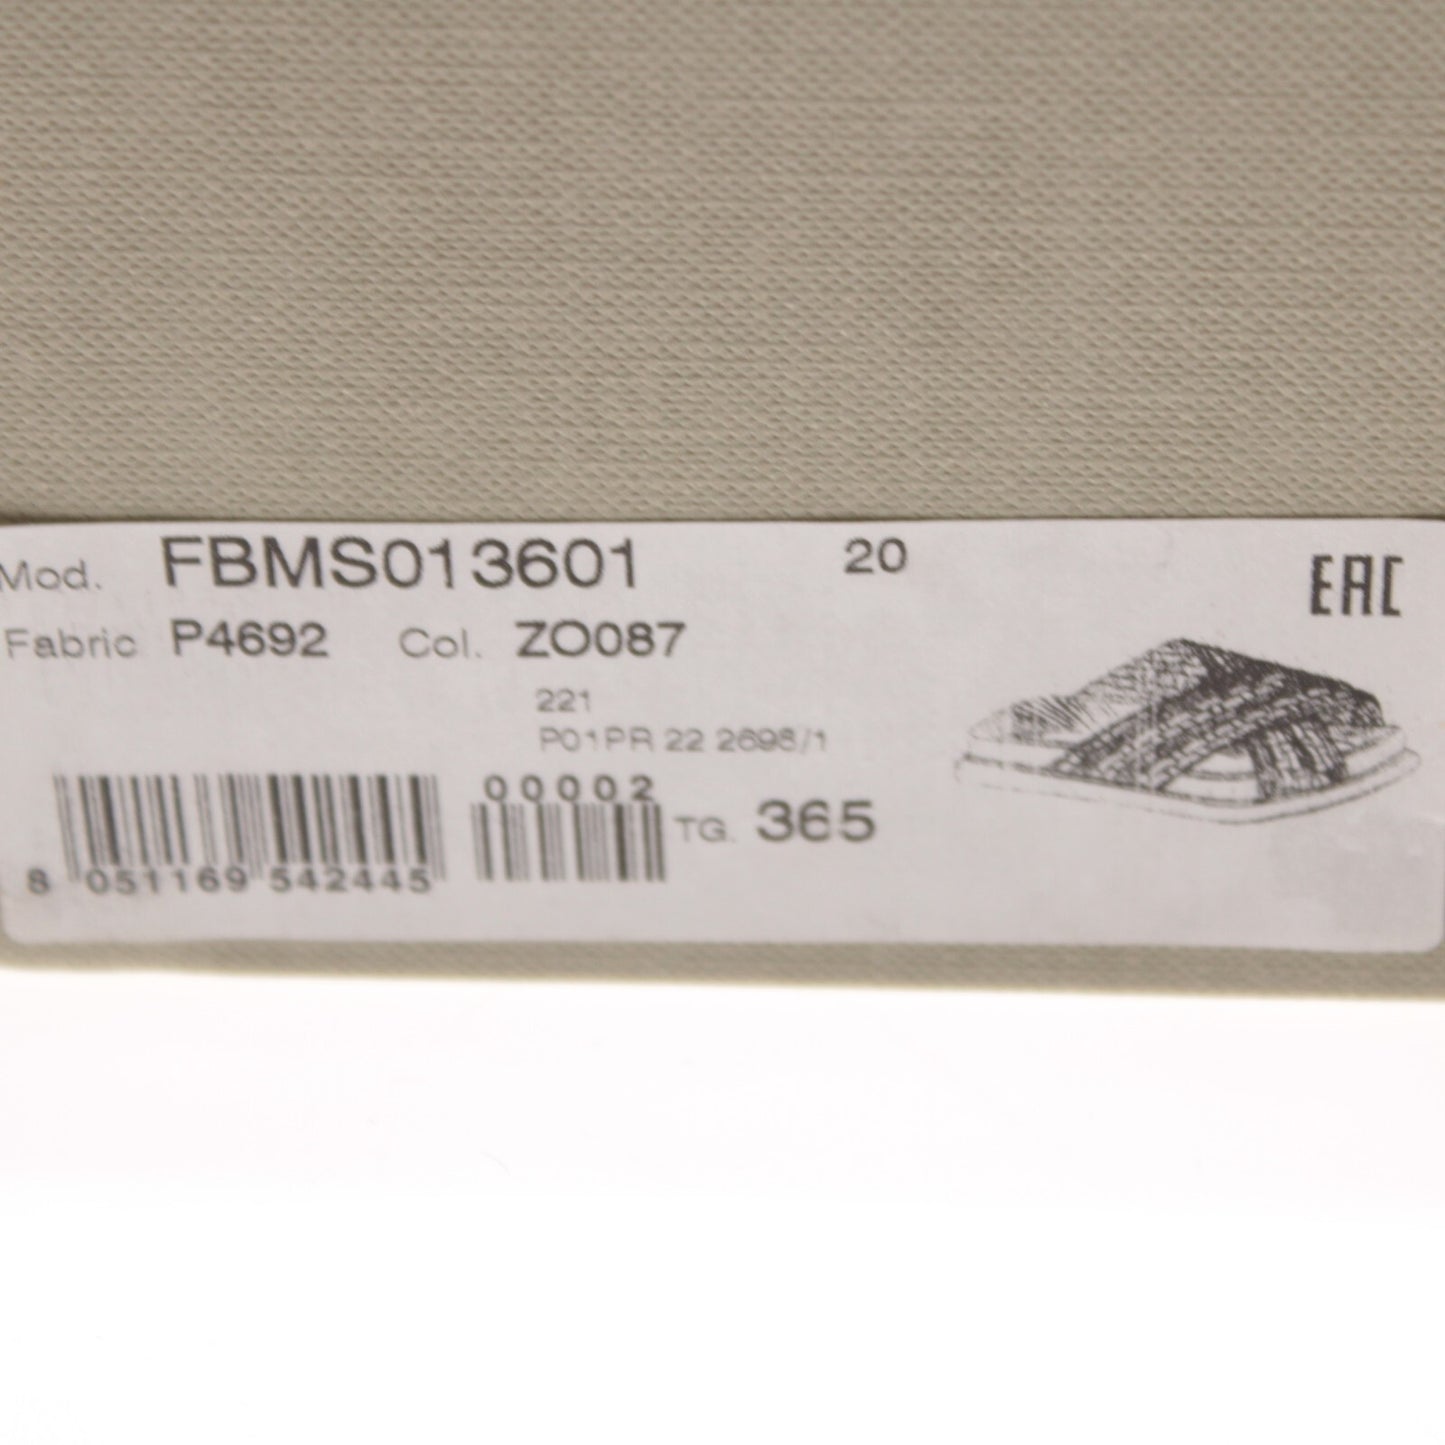 Mod. FBMS013601 20 EAC
Fabric P4692 Col. ZO087
221
P01PR 22 2698/1
00002
TG. 365
8 051169 542445